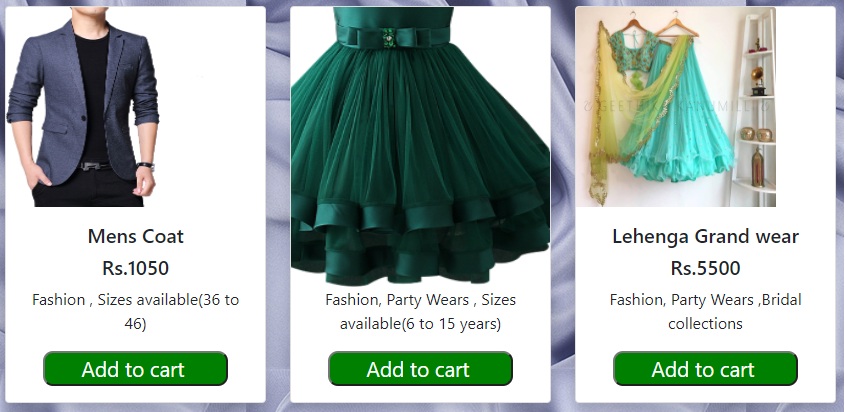 Mens Coat
Rs.1050
Fashion , Sizes available(36 to
46)
Add to cart
Fashion, Party Wears , Sizes
available(6 to 15 years)
Add to cart
Lehenga Grand wear
Rs.5500
Fashion, Party Wears ,Bridal
collections
Add to cart